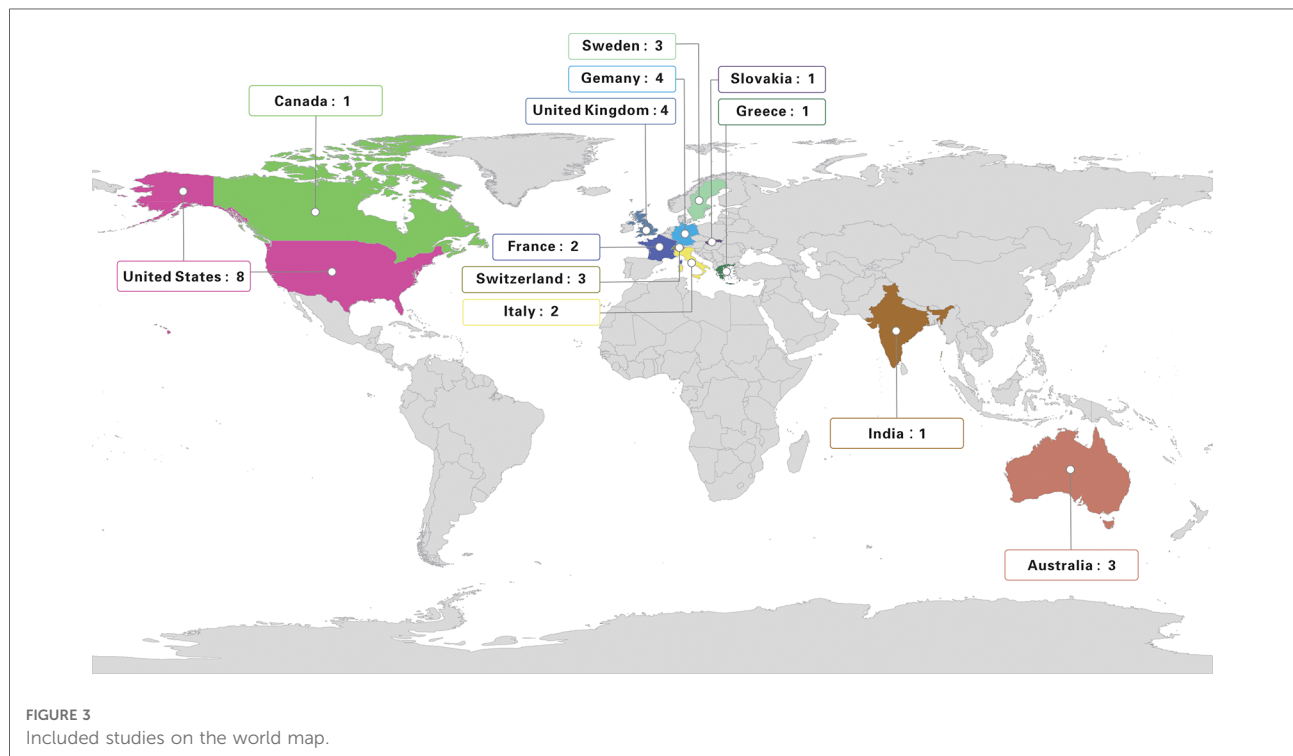 Sweden : 3
Gemany : 4
Slovakia : 1
Canada : 1
United Kingdom : 4
Greece : 1
France : 2
United States : 8
Switzerland : 3
Italy : 2
India : 1
Australia : 3
FIGURE 3
Included studies on the world map.